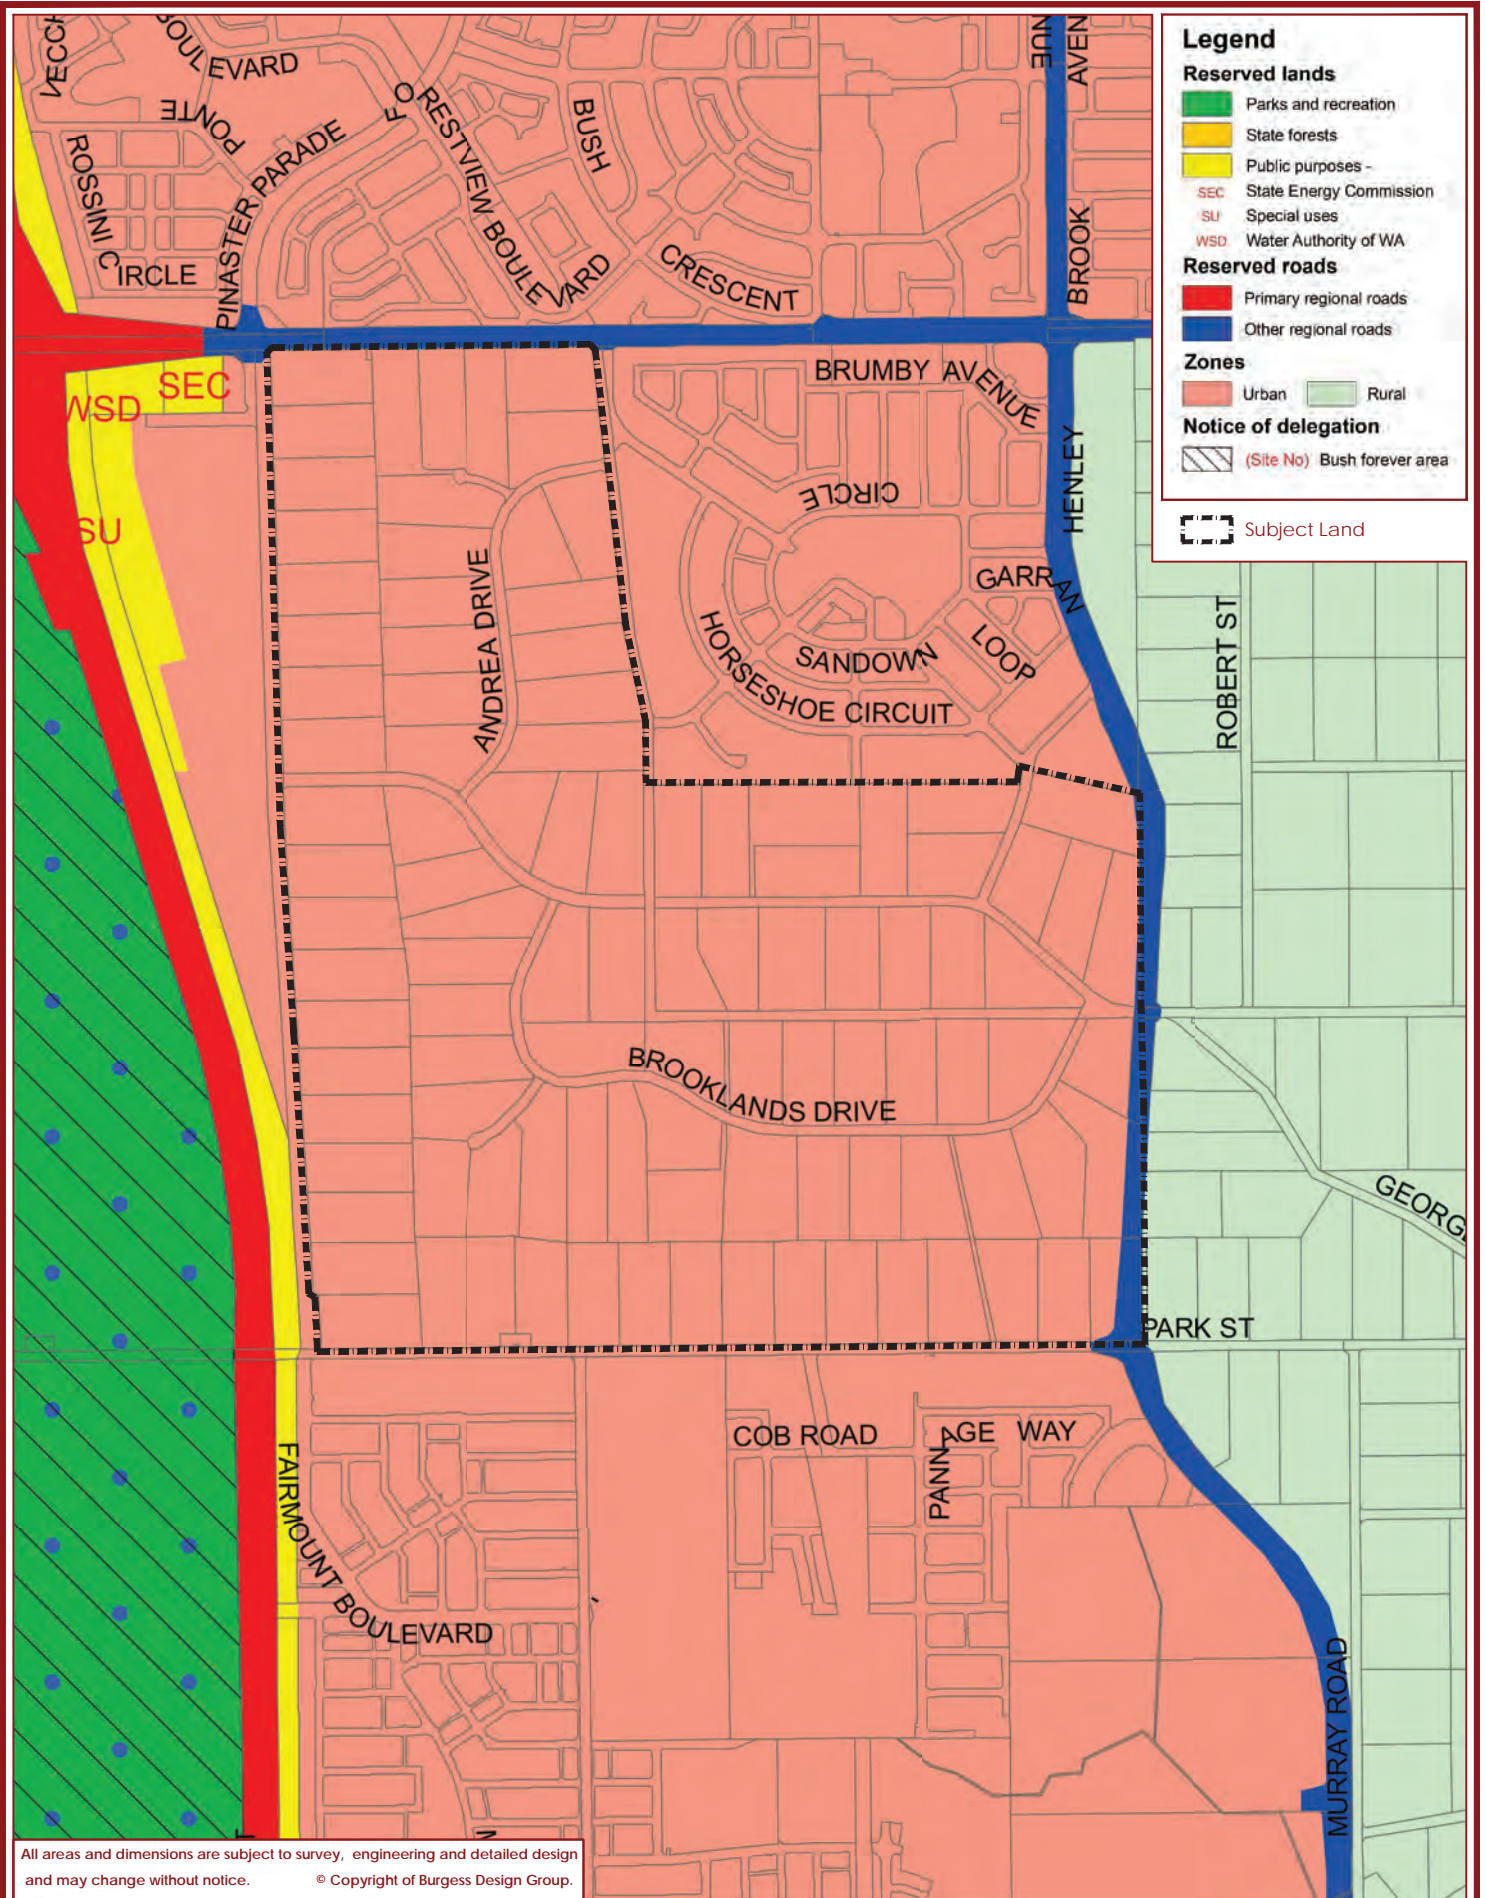 Legend
Reserved lands
Parks and recreation
State forests
Public purposes -
SEC State Energy Commission
SU Special uses
WSD Water Authority of WA
Reserved roads
Primary regional roads
Other regional roads
Zones
Urban Rural
Notice of delegation
(Site No) Bush forever area
Subject Land
BOULEVARD
PONTE
ROSSINI CIRCLE
PINASTER PARADE
FORESTVIEW BOULEVARD
BUSH
CRESCENT
NUE
AVEN
BROOK
SEC
WSD
SU
BRUMBY AVENUE
HENLEY
CIRCLE
GARRAN
LOOP
SANDOWN
HORSESHOE CIRCUIT
ANDREA DRIVE
ROBERT ST
BROOKLANDS DRIVE
GEORG
PARK ST
COB ROAD
PANNAGE WAY
FAIRMOUNT BOULEVARD
MURRAY ROAD
All areas and dimensions are subject to survey, engineering and detailed design
and may change without notice. © Copyright of Burgess Design Group.